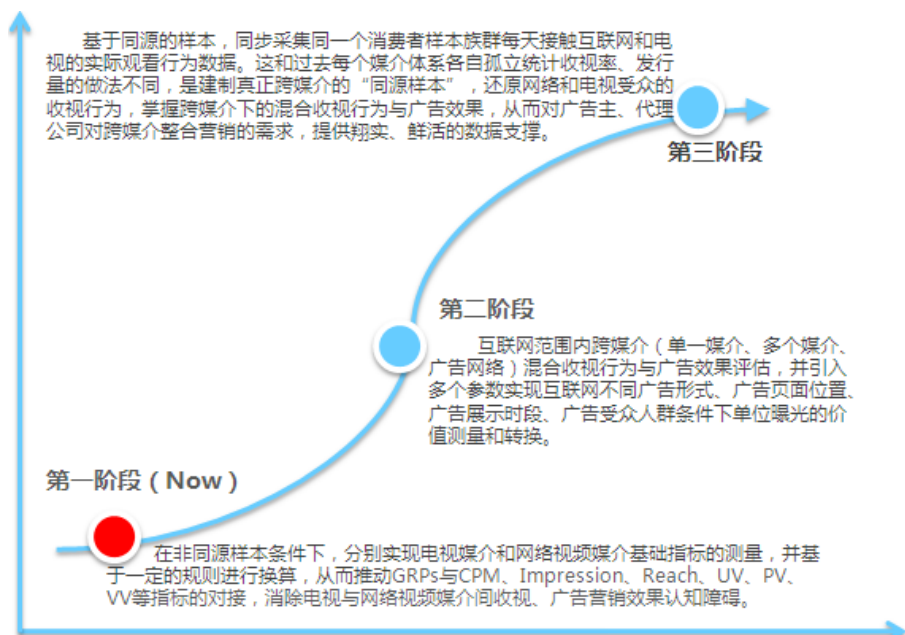 基于同源的样本，同步采集同一个消费者样本族群每天接触互联网和电
视的实际观看行为数据。这和过去每个媒介体系各自孤立统计收视率、发行
量的做法不同，是建制真正跨媒介的“同源样本”，还原网络和电视受众的
收视行为，掌握跨媒介下的混合收视行为与广告效果，从而对广告主、代理
公司对跨媒介整合营销的需求，提供翔实、鲜活的数据支撑。
第三阶段
第二阶段
互联网范围内跨媒介（单一媒介、多个媒介、
广告网络）混合收视行为与广告效果评估，并引入
多个参数实现互联网不同广告形式、广告页面位置、
广告展示时段、广告受众人群条件下单位曝光的价
值测量和转换。
第一阶段（Now）
在非同源样本条件下，分别实现电视媒介和网络视频媒介基础指标的测量，并基
于一定的规则进行换算，从而推动GRPs与CPM、Impression、Reach、UV、PV、
VV等指标的对接，消除电视与网络视频媒介间收视、广告营销效果认知障碍。